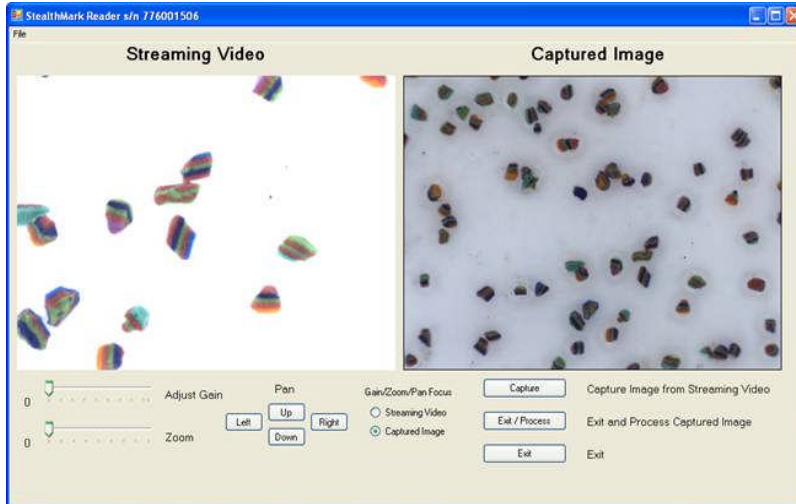 StealthMark Reader s/n 776001506
File
Streaming Video
Captured Image
0
Adjust Gain
0
Zoom
Pan
Left
Up
Right
Down
Gain/Zoom/Pan Focus
Streaming Video
Captured Image
Capture
Capture Image from Streaming Video
Exit / Process
Exit and Process Captured Image
Exit
Exit